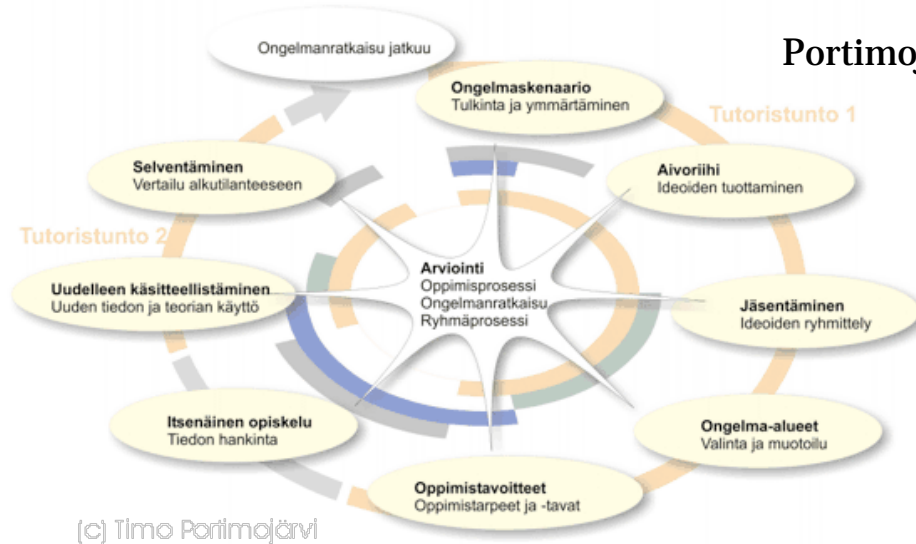 Ongelmanratkaisu jatkuu
Ongelmaskenaario
Tulkinta ja ymmärtäminen
Tutoristunto 1
Aivoriihi
Ideoiden tuottaminen
Jäsentäminen
Ideoiden ryhmittely
Ongelma-alueet
Valinta ja muotoilu
Oppimistavoitteet
Oppimistarpeet ja -tavat
Itsenäinen opiskelu
Tiedon hankinta
Tutoristunto 2
Uudelleen käsitteellistäminen
Uuden tiedon ja teorian käyttö
Selventäminen
Vertailu alkutilanteeseen
Arviointi
Oppimisprosessi
Ongelmanratkaisu
Ryhmäprosessi
(c) Timo Portimojärvi